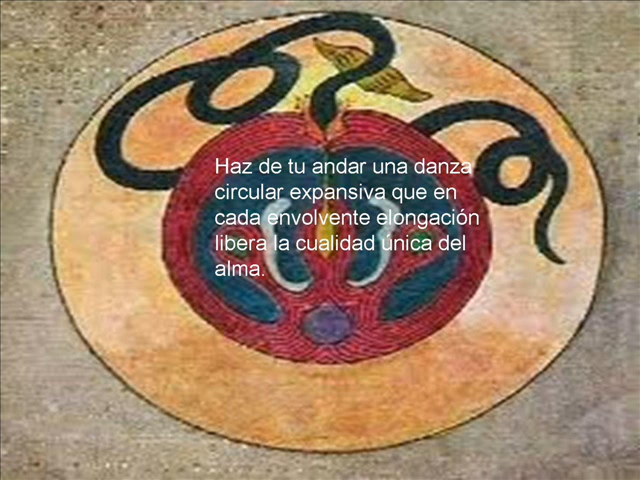 Haz de tu andar una danza
circular expansiva que en
cada envolvente elongación
libera la cualidad única del
alma.